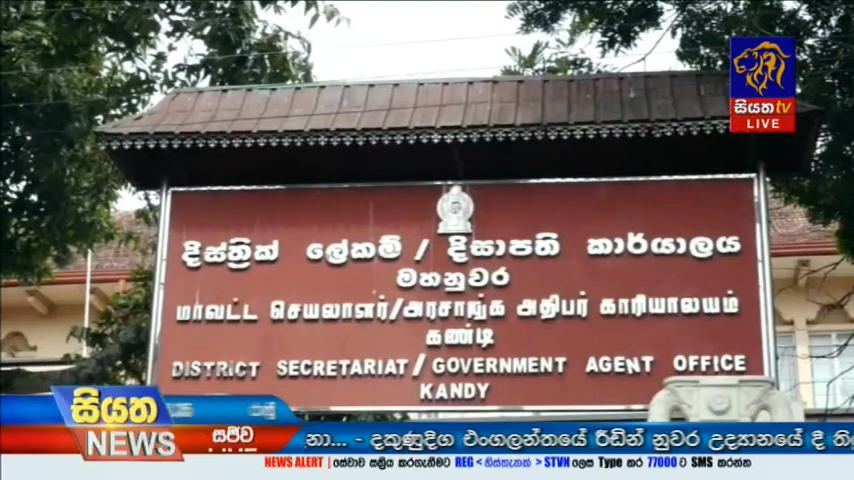 සියත tv
LIVE
දිස්ත්‍රික් ලේකම් / දිසාපති කාර්යාලය
මහනුවර
மாவட்ட செயலாளர்/அரசாங்க அதிபர் காரியாலயம்
கண்டி
DISTRICT SECRETARIAT/GOVERNMENT AGENT OFFICE
KANDY
සියත
NEWS
සජීව
LIVE
නා... - දකුණුදිග එංගලන්තයේ රීඩින් නුවර උද්‍යානයේ දී
NEWS ALERT | සේවාව සක්‍රිය කරගැනීමට REG < හිස්තැනක් > STVN ලෙස Type කර 77000 ට SMS කරන්න